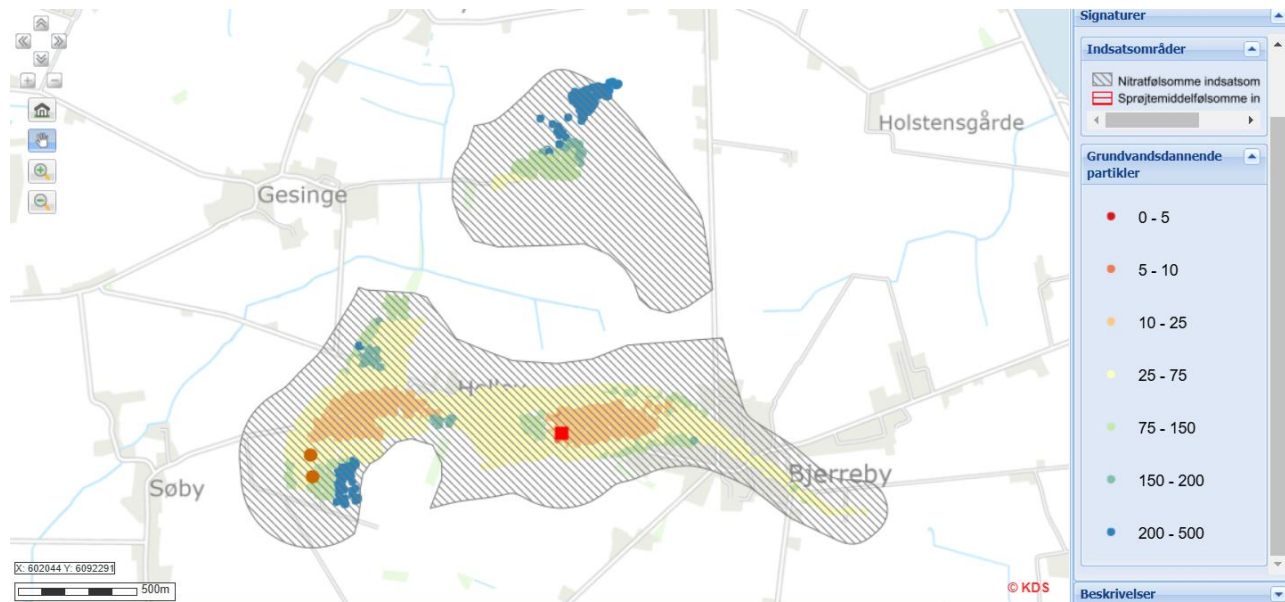 Signaturer
Indsatsområder
Nitratfølsomme indsatsom
Sprøjtemiddelfølsomme in
Grundvandsdannende
partikler
0 - 5
5 - 10
10 - 25
25 - 75
75 - 150
150 - 200
200 - 500
Beskrivelser
Holstensgårde
Gesinge
Søby
Bjerreby
X: 602044 Y: 6092291
500m
© KDS